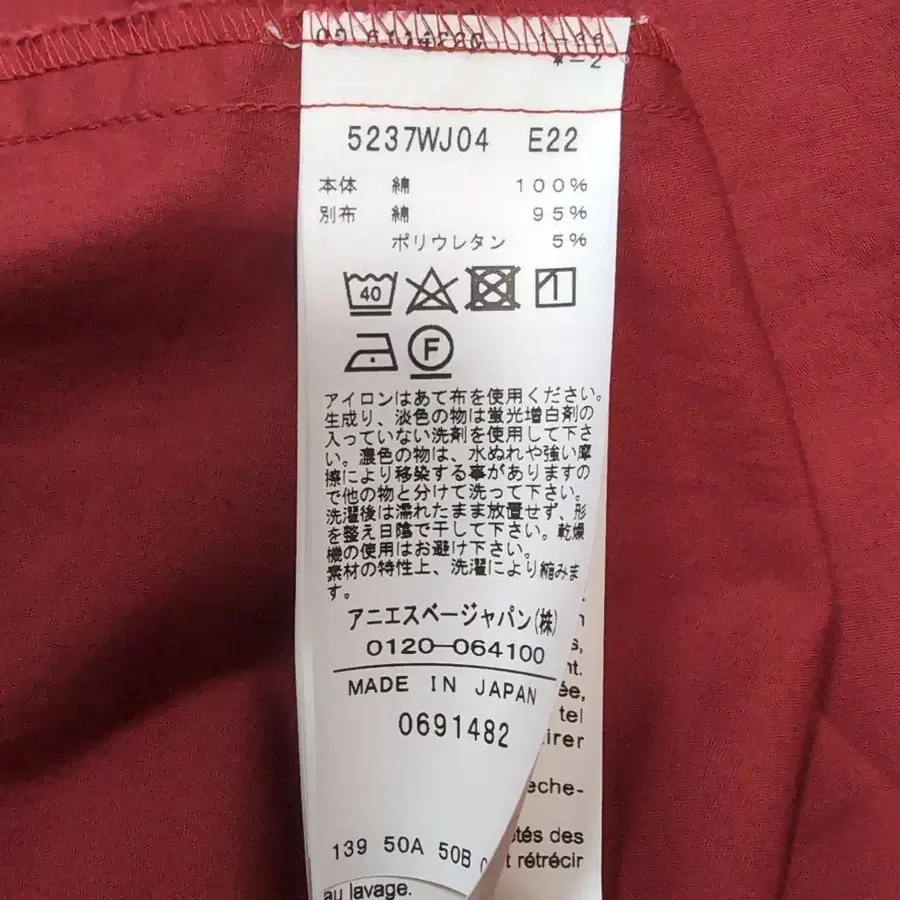 5237WJ04 E22
本体 綿 100%
別布 綿 95%
ポリウレタン 5%
40
F
アイロンはあて布を使用ください。
生成り、淡色の物は蛍光増白剤の
入っていない洗剤を使用して下さ
い。濃色の物は、水ぬれや強い摩
擦により移染する事がありますの
で他の物と分けて洗って下さい。
洗濯後は濡れたまま放置せず、形
を整え日陰で干して下さい。乾燥
機の使用はお避け下さい。
素材の特性上、洗濯により縮みま
す。
アニエスベージャパン(株)
0120-064100
MADE IN JAPAN
0691482
139 50A 50B
ée,
tel
irer
eche-
tés des
t rétrécir
au lavage.